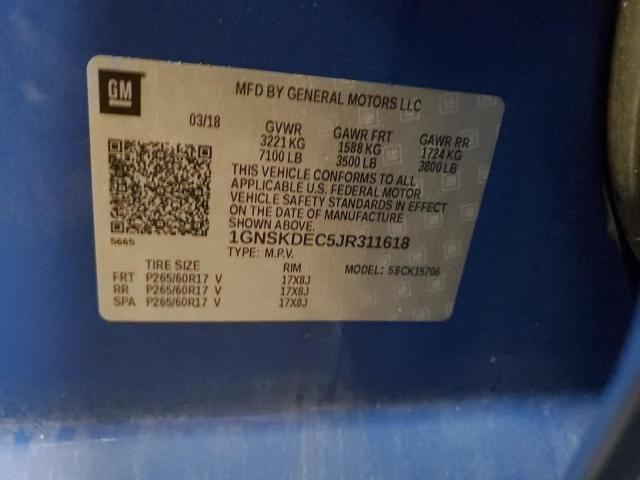 GM
MFD BY GENERAL MOTORS LLC
03/18
GVWR GAWR FRT GAWR RR
3221 KG 1588 KG 1724 KG
7100 LB 3500 LB 3800 LB
THIS VEHICLE CONFORMS TO ALL
APPLICABLE U.S. FEDERAL MOTOR
VEHICLE SAFETY STANDARDS IN EFFECT
ON THE DATE OF MANUFACTURE
SHOWN ABOVE.
5665
1GNSKDEC5JR311618
TYPE: M.P.V.
TIRE SIZE RIM MODEL: 58CK15706
FRT P265/60R17 V 17X8J
RR P265/60R17 V 17X8J
SPA P265/60R17 V 17X8J